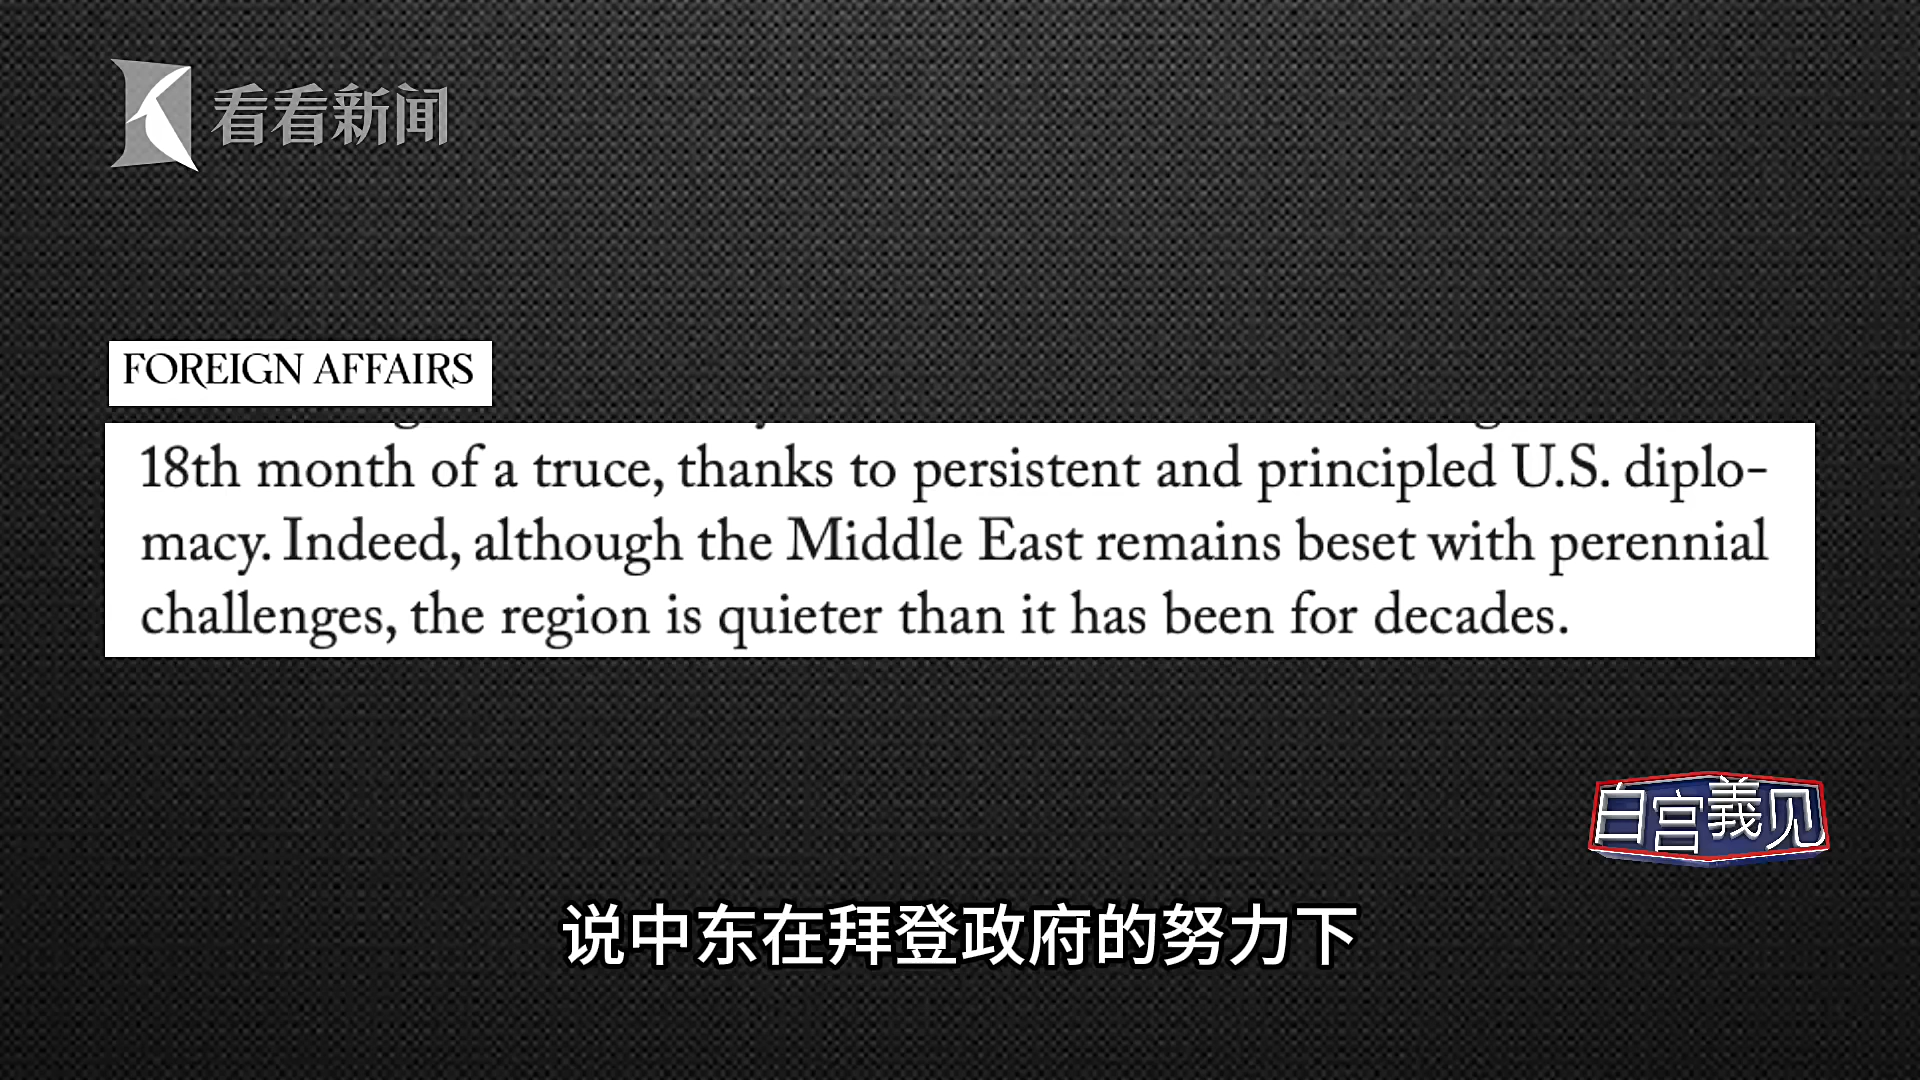 看看新闻
FOREIGN AFFAIRS
18th month of a truce, thanks to persistent and principled U.S. diplo-
macy. Indeed, although the Middle East remains beset with perennial
challenges, the region is quieter than it has been for decades.
白宫義见
说中东在拜登政府的努力下